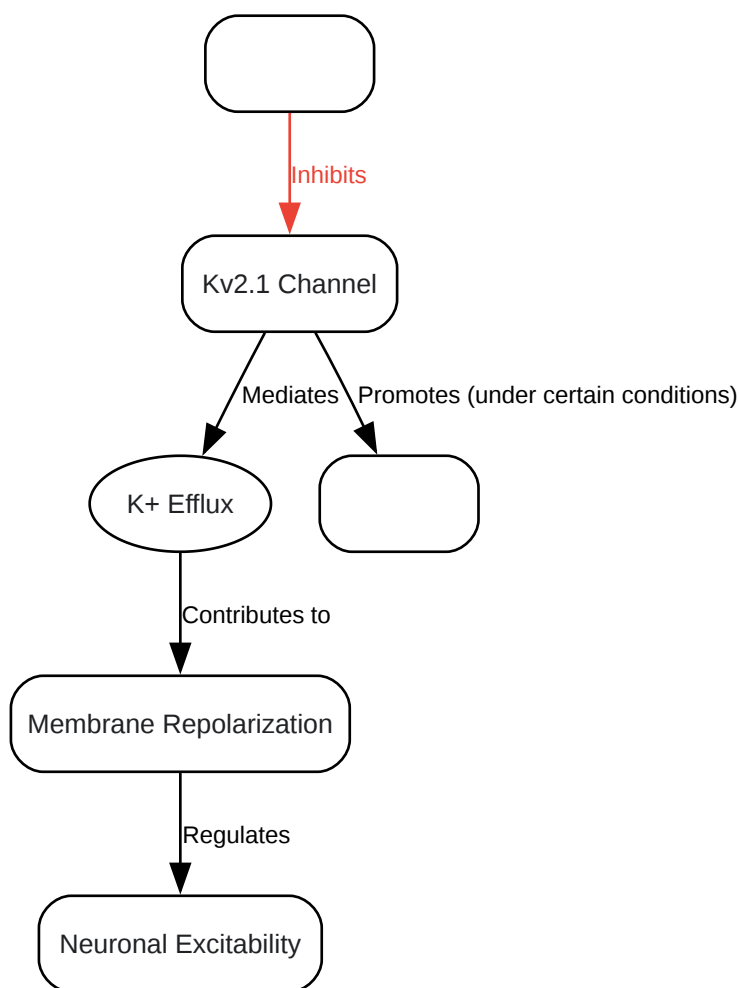 Inhibits
Kv2.1 Channel
Mediates
Promotes (under certain conditions)
K+ Efflux
Contributes to
Membrane Repolarization
Regulates
Neuronal Excitability